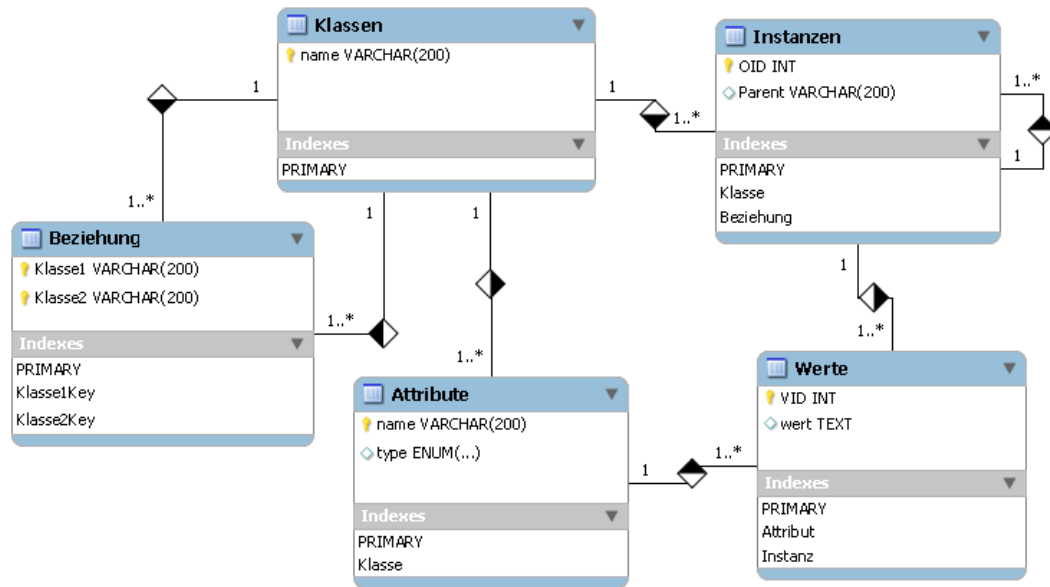 Klassen
name VARCHAR(200)
Indexes
PRIMARY
Instanzen
OID INT
Parent VARCHAR(200)
Indexes
PRIMARY
Klasse
Beziehung
1
1
1..*
1..*
1
1..*
1
1
1
Beziehung
Klasse1 VARCHAR(200)
Klasse2 VARCHAR(200)
Indexes
PRIMARY
Klasse1Key
Klasse2Key
1..*
1..*
1..*
Attribute
name VARCHAR(200)
type ENUM(...)
Indexes
PRIMARY
Klasse
1
1..*
Werte
VID INT
wert TEXT
Indexes
PRIMARY
Attribut
Instanz